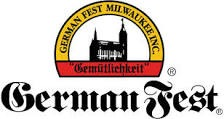 GERMAN FEST MILWAUKEE INC.
"Gemütlichkeit"
®
German Fest®